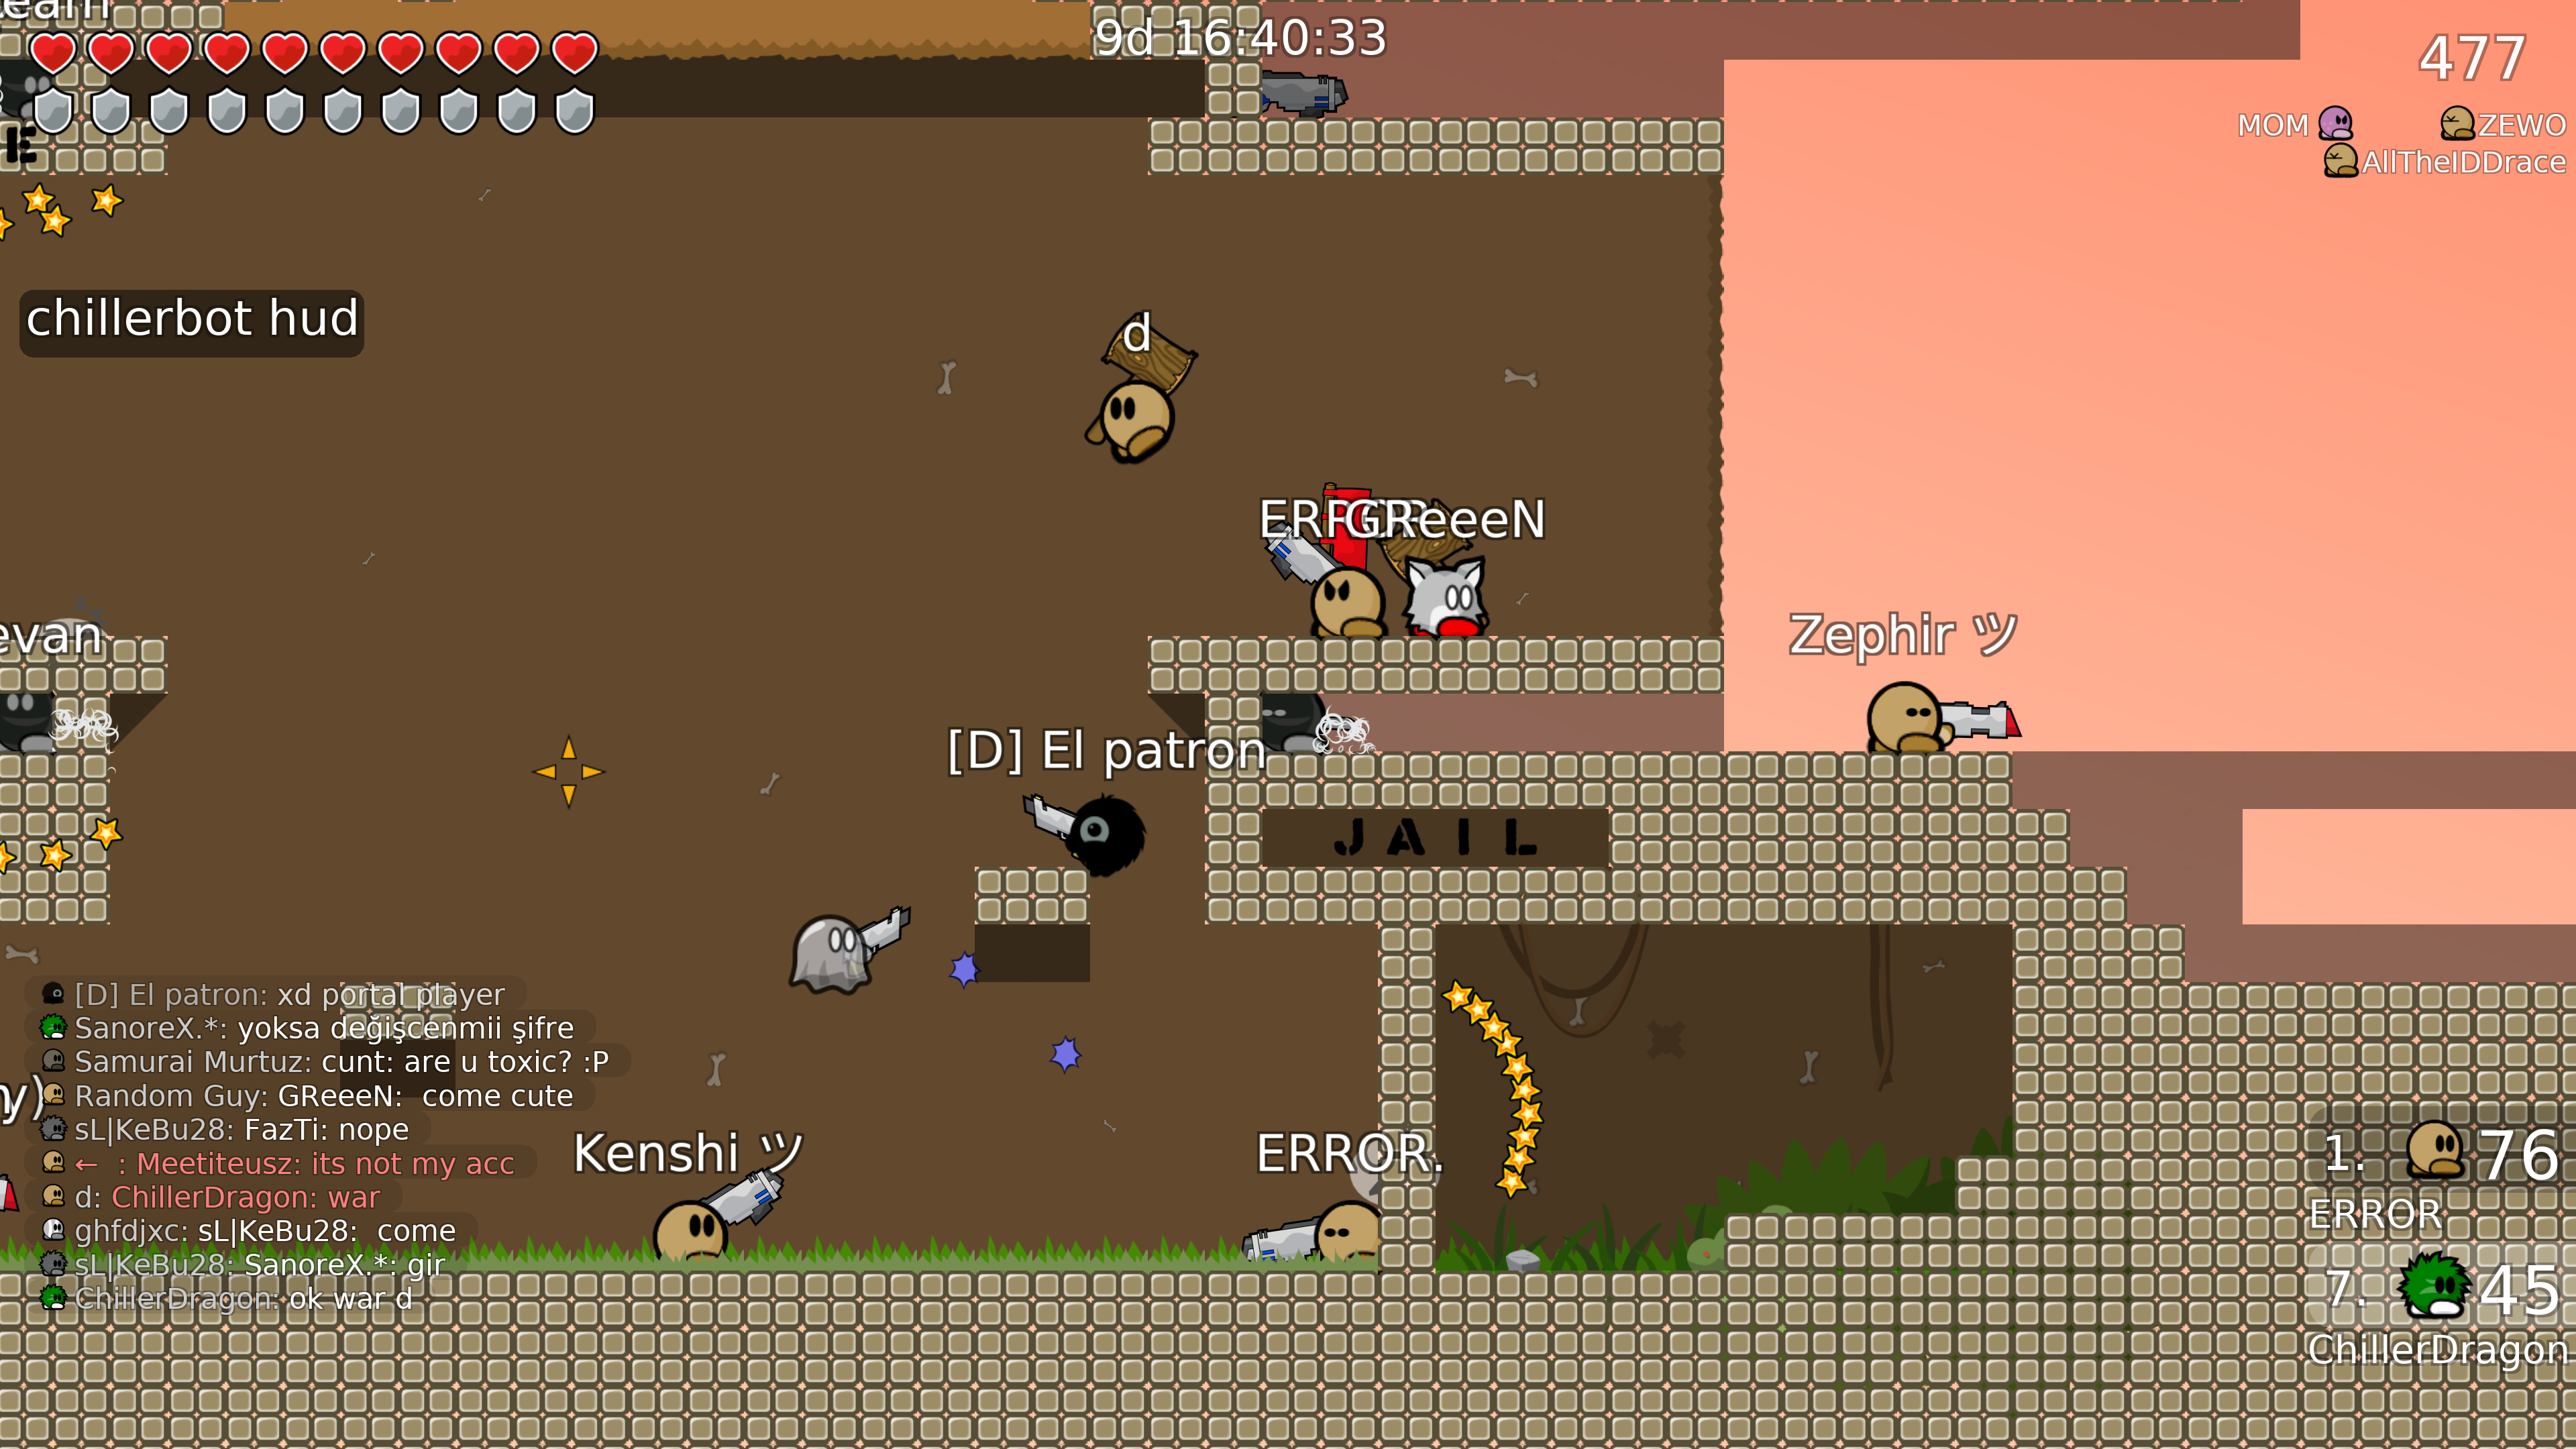 eam
9d 16:40:33
477
MOM ZEWO
AllTheIDDrace
E
chillerbot hud
d
GReeeN
Zephir ツ
evan
[D] El patron
JAIL
[D] El patron: xd portal player
SanoreX.*: yoksa değişcenmii şifre
Samurai Murtuz: cunt: are u toxic? :P
Random Guy: GReeeN: come cute
y)
sL|KeBu28: FazTi: nope
← : Meetiteusz: its not my acc
d: ChillerDragon: war
ghfdjxc: sL|KeBu28: come
sL|KeBu28: SanoreX.*: gir
ChillerDragon: ok war d
Kenshi ツ
ERROR.
1. 76
ERROR
7. 45
ChillerDragon